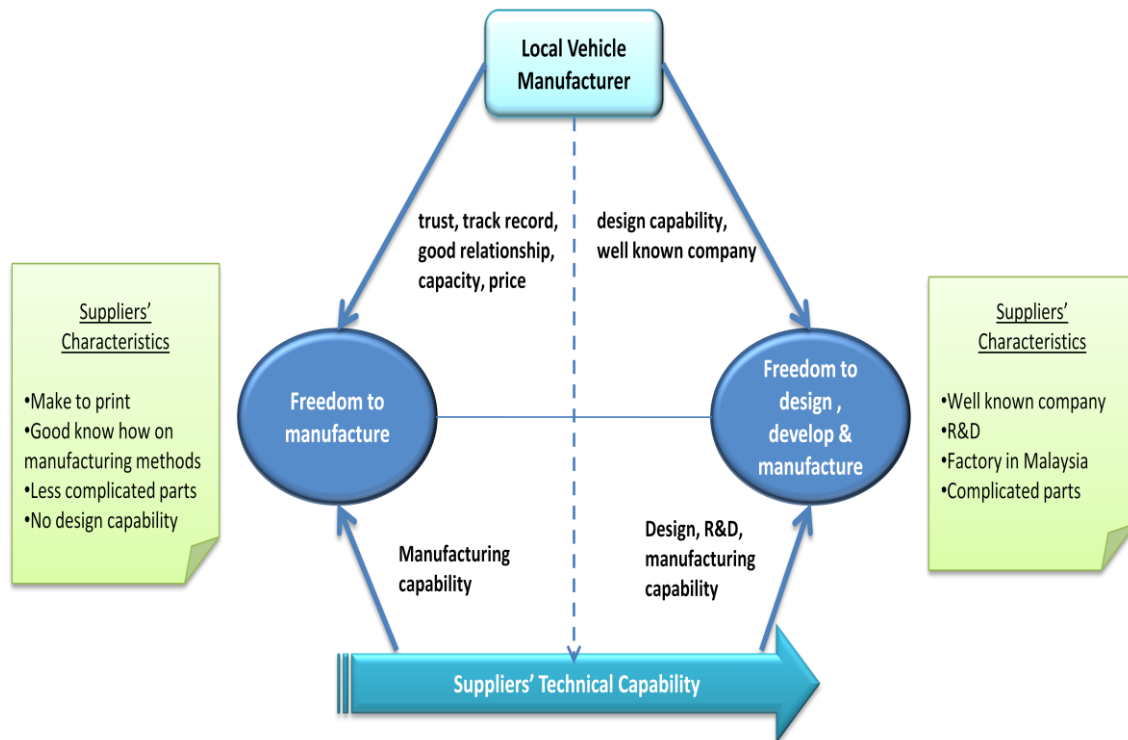 Local Vehicle
Manufacturer
trust, track record,
good relationship,
capacity, price
design capability,
well known company
Suppliers'
Characteristics
•Make to print
•Good know how on
manufacturing methods
•Less complicated parts
•No design capability
Freedom to
manufacture
Freedom to
design ,
develop &
manufacture
Suppliers'
Characteristics
•Well known company
•R&D
•Factory in Malaysia
•Complicated parts
Manufacturing
capability
Design, R&D,
manufacturing
capability
Suppliers' Technical Capability